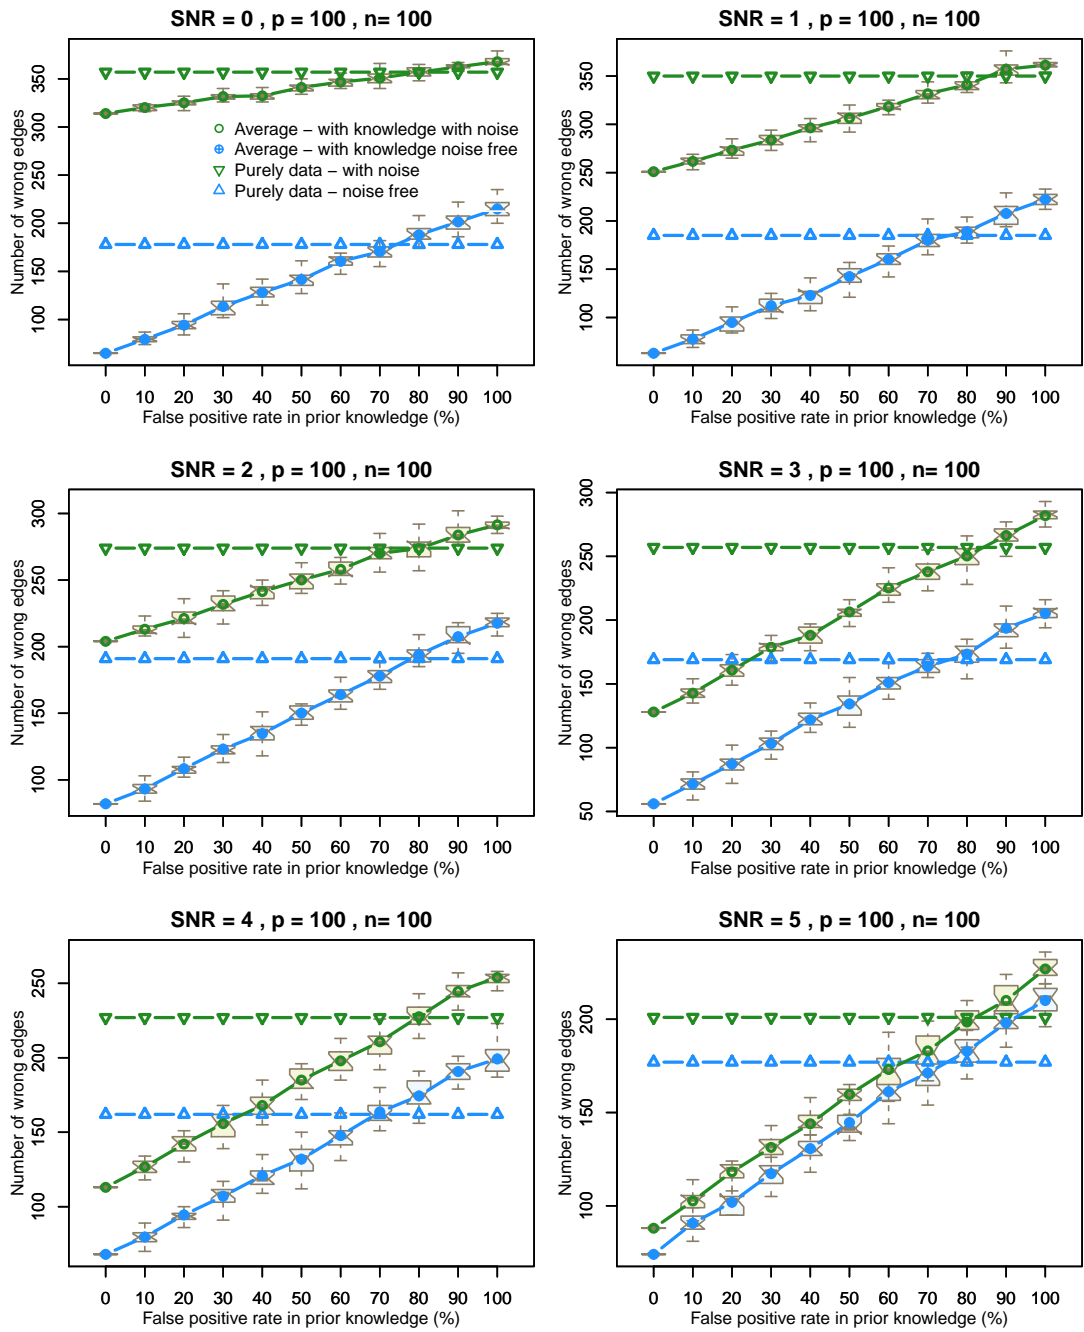 SNR = 0 , p = 100 , n= 100
Number of wrong edges
100 150 200 250 300 350
Average − with knowledge with noise
Average − with knowledge noise free
Purely data − with noise
Purely data − noise free
0 10 20 30 40 50 60 70 80 90 100
False positive rate in prior knowledge (%)
SNR = 1 , p = 100 , n= 100
Number of wrong edges
100 150 200 250 300 350
0 10 20 30 40 50 60 70 80 90 100
False positive rate in prior knowledge (%)
SNR = 2 , p = 100 , n= 100
Number of wrong edges
100 150 200 250 300
0 10 20 30 40 50 60 70 80 90 100
False positive rate in prior knowledge (%)
SNR = 3 , p = 100 , n= 100
Number of wrong edges
50 100 150 200 250 300
0 10 20 30 40 50 60 70 80 90 100
False positive rate in prior knowledge (%)
SNR = 4 , p = 100 , n= 100
Number of wrong edges
100 150 200 250
0 10 20 30 40 50 60 70 80 90 100
False positive rate in prior knowledge (%)
SNR = 5 , p = 100 , n= 100
Number of wrong edges
100 150 200
0 10 20 30 40 50 60 70 80 90 100
False positive rate in prior knowledge (%)